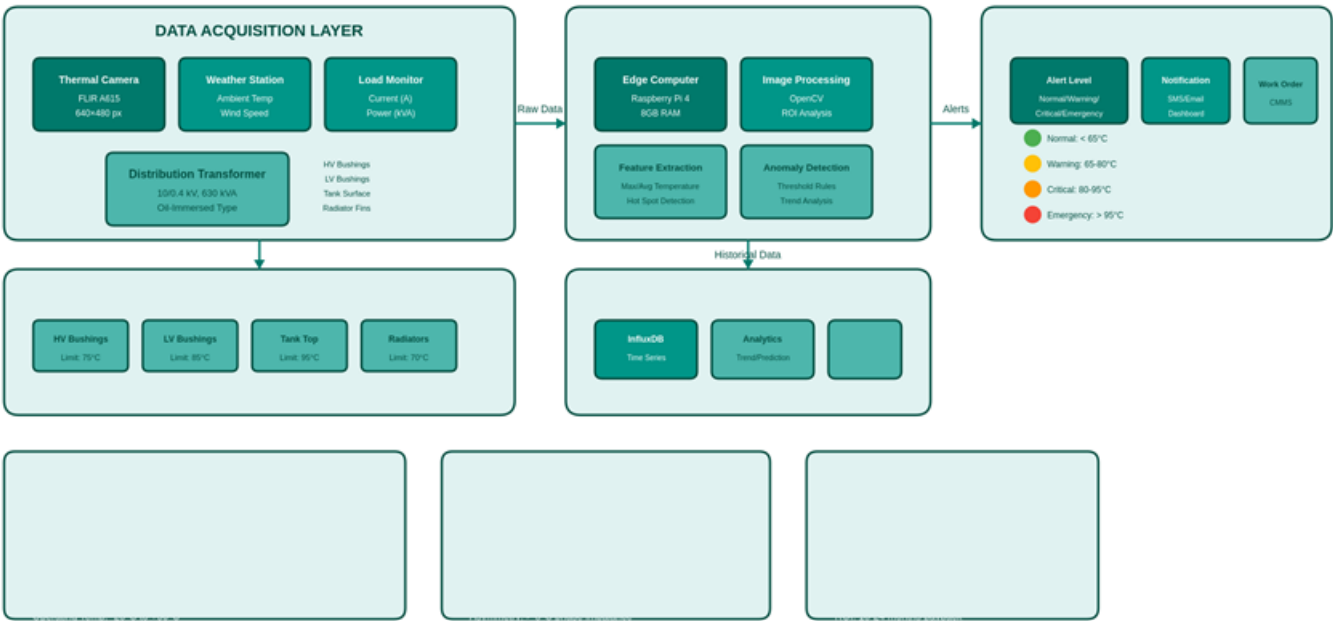 DATA ACQUISITION LAYER
Thermal Camera
FLIR A615
640×480 px
Weather Station
Ambient Temp
Wind Speed
Load Monitor
Current (A)
Power (kVA)
Distribution Transformer
10/0.4 kV, 630 kVA
Oil-Immersed Type
HV Bushings
LV Bushings
Tank Surface
Radiator Fins
Raw Data
Edge Computer
Raspberry Pi 4
8GB RAM
Image Processing
OpenCV
ROI Analysis
Feature Extraction
Max/Avg Temperature
Hot Spot Detection
Anomaly Detection
Threshold Rules
Trend Analysis
Alerts
Alert Level
Normal/Warning/
Critical/Emergency
Notification
SMS/Email
Dashboard
Work Order
CMMS
Normal: < 65°C
Warning: 65-80°C
Critical: 80-95°C
Emergency: > 95°C
Historical Data
HV Bushings
Limit: 75°C
LV Bushings
Limit: 85°C
Tank Top
Limit: 95°C
Radiators
Limit: 70°C
InfluxDB
Time Series
Analytics
Trend/Prediction